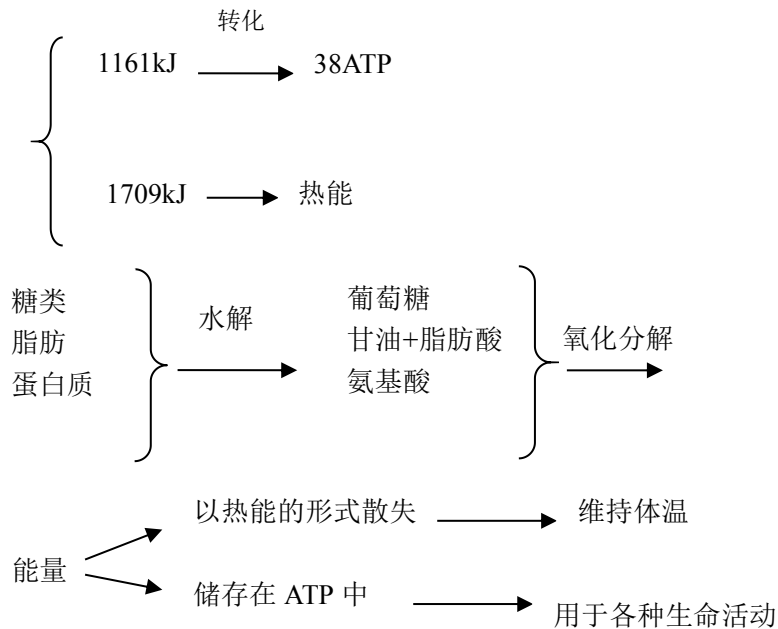 转化
1161kJ 38ATP
1709kJ 热能
糖类
脂肪
蛋白质
水解
葡萄糖
甘油+脂肪酸
氨基酸
氧化分解
能量
以热能的形式散失 维持体温
储存在 ATP 中 用于各种生命活动